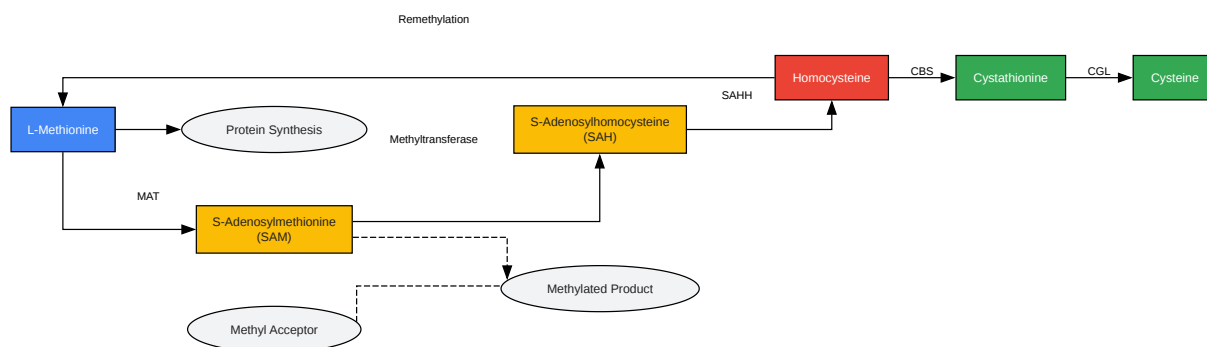 Remethylation
Homocysteine
CBS
Cystathionine
CGL
Cysteine
SAHH
L-Methionine
Protein Synthesis
Methyltransferase
S-Adenosylhomocysteine
(SAH)
MAT
S-Adenosylmethionine
(SAM)
Methylated Product
Methyl Acceptor